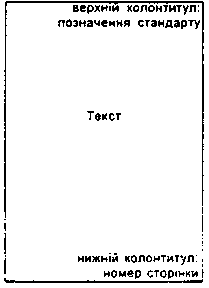 верхній колонтитул:
позначення стандарту
Текст
нижній колонтитул:
номер сторінки